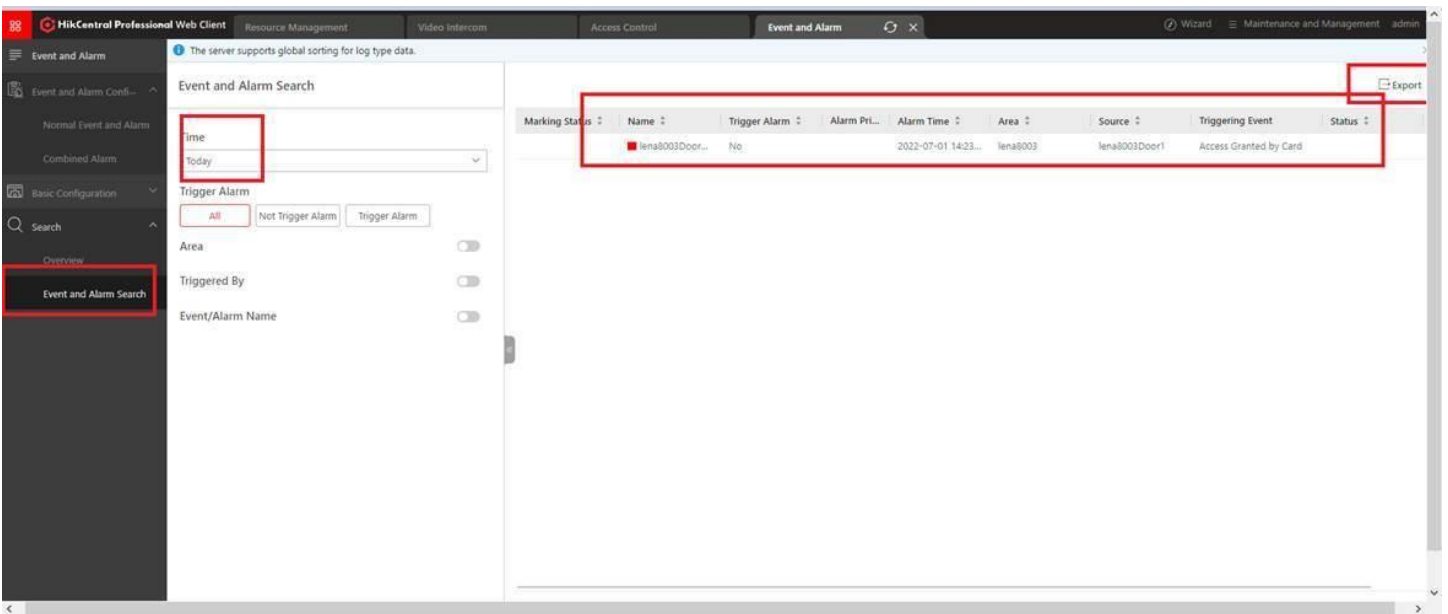 HikCentral Professional Web Client
Resource Management
Video Intercom
Access Control
Event and Alarm
Wizard
Maintenance and Management
admin
Event and Alarm
Event and Alarm Confi...
Normal Event and Alarm
Combined Alarm
Basic Configuration
Search
Overview
Event and Alarm Search
The server supports global sorting for log type data.
Event and Alarm Search
Time
Today
Trigger Alarm
All Not Trigger Alarm Trigger Alarm
Area
Triggered By
Event/Alarm Name
Export
Marking Status Name Trigger Alarm Alarm Pri... Alarm Time Area Source Triggering Event Status
lena8003Door... No 2022-07-01 14:23... lena8003 lena8003Door1 Access Granted by Card